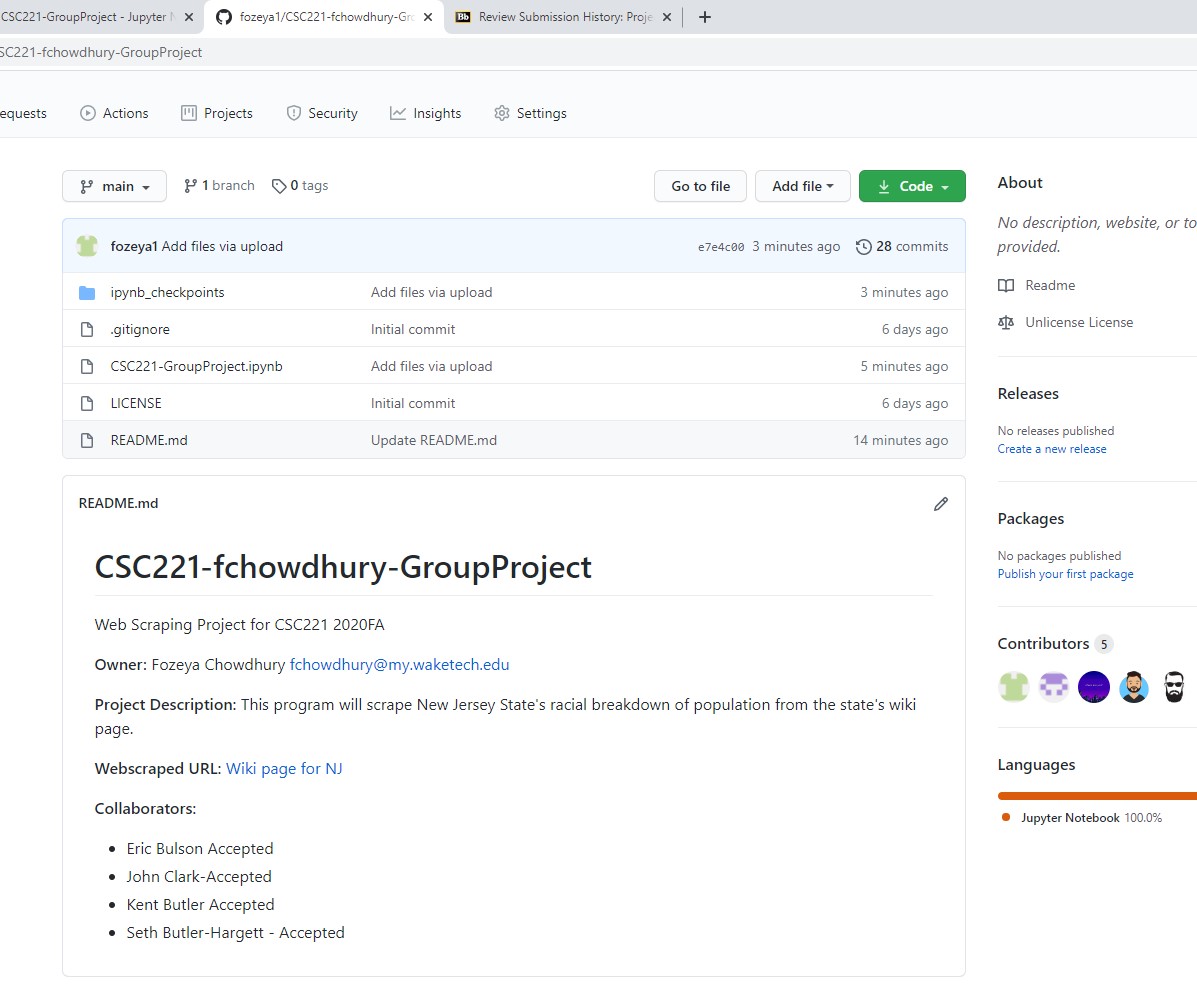 CSC221-GroupProject - Jupyter N
fozeya1/CSC221-fchowdhury-Gro
Bb Review Submission History: Proje
SC221-fchowdhury-GroupProject
equests Actions Projects Security Insights Settings
main 1 branch 0 tags Go to file Add file Code
fozeya1 Add files via upload e7e4c00 3 minutes ago 28 commits
ipynb_checkpoints Add files via upload 3 minutes ago
.gitignore Initial commit 6 days ago
CSC221-GroupProject.ipynb Add files via upload 5 minutes ago
LICENSE Initial commit 6 days ago
README.md Update README.md 14 minutes ago
README.md
CSC221-fchowdhury-GroupProject
Web Scraping Project for CSC221 2020FA
Owner: Fozeya Chowdhury fchowdhury@my.waketech.edu
Project Description: This program will scrape New Jersey State's racial breakdown of population from the state's wiki
page.
Webscraped URL: Wiki page for NJ
Collaborators:
Eric Bulson Accepted
John Clark-Accepted
Kent Butler Accepted
Seth Butler-Hargett - Accepted
About
No description, website, or to
provided.
Readme
Unlicense License
Releases
No releases published
Create a new release
Packages
No packages published
Publish your first package
Contributors 5
Languages
Jupyter Notebook 100.0%